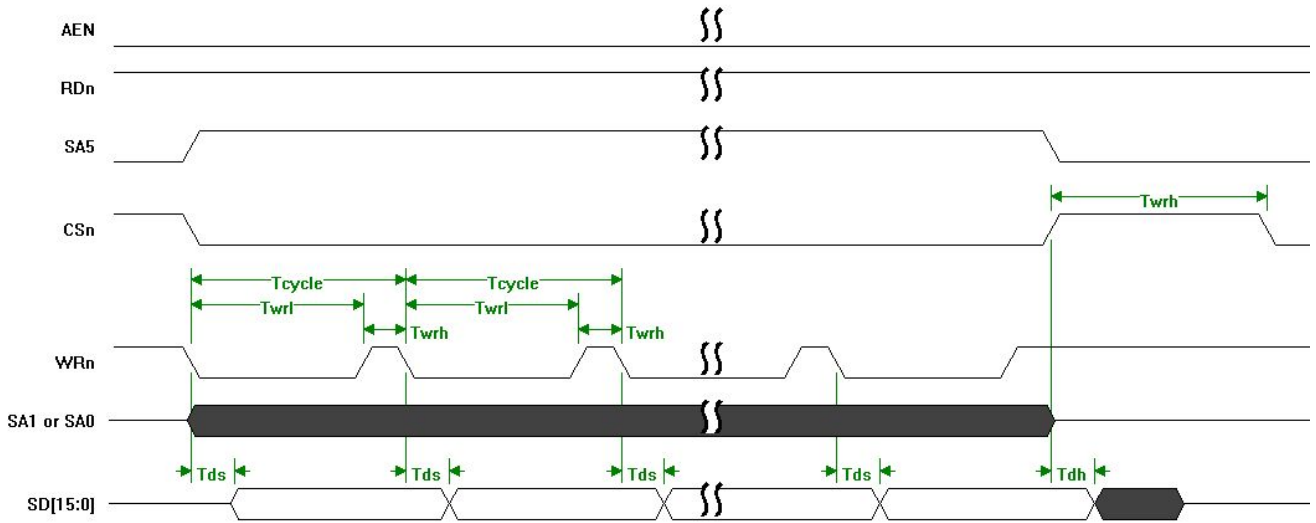 AEN
RDn
SA5
Twrh
CSn
Tcycle Tcycle
Twrl Twrl
Twrh Twrh
WRn
SA1 or SA0
Tds Tds Tds Tds Tdh
SD[15:0]